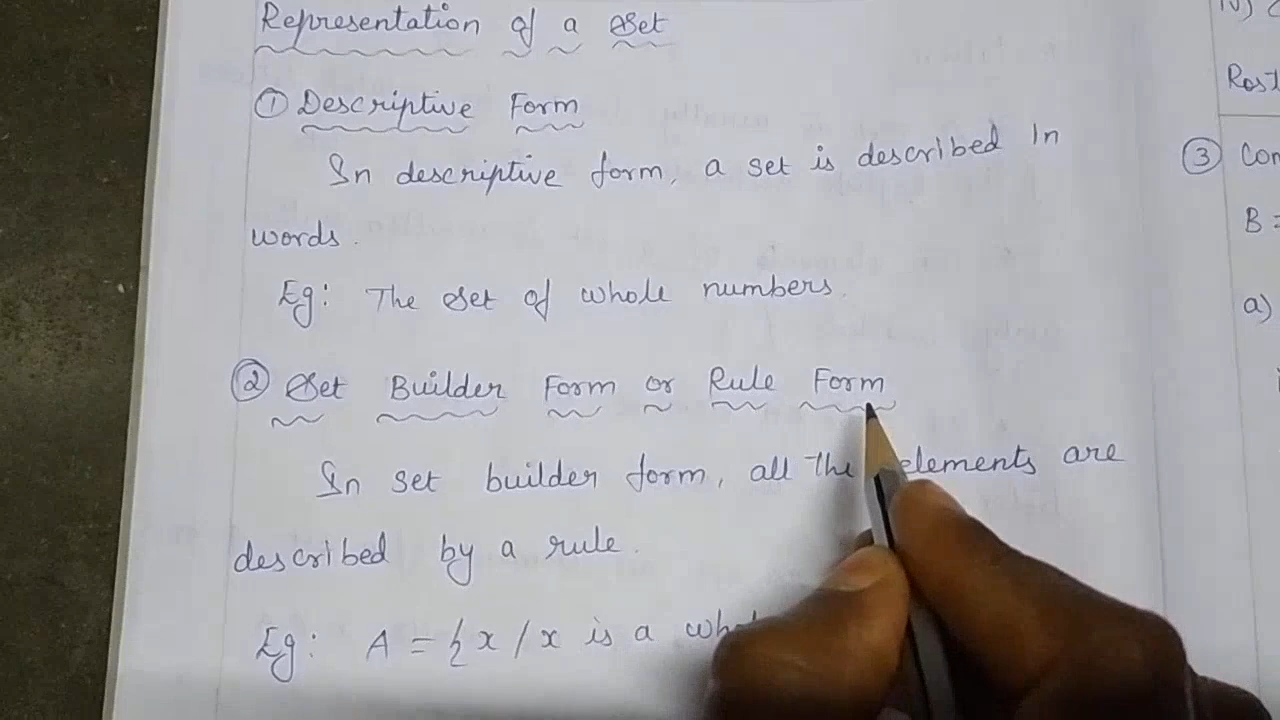 Representation of a Set
① Descriptive Form
In descriptive form, a set is described in
words.
Eg: The set of whole numbers.
② Set Builder Form or Rule Form
In set builder form, all the elements are
described by a rule.
Eg: A = {x / x is a
③
B =
a)